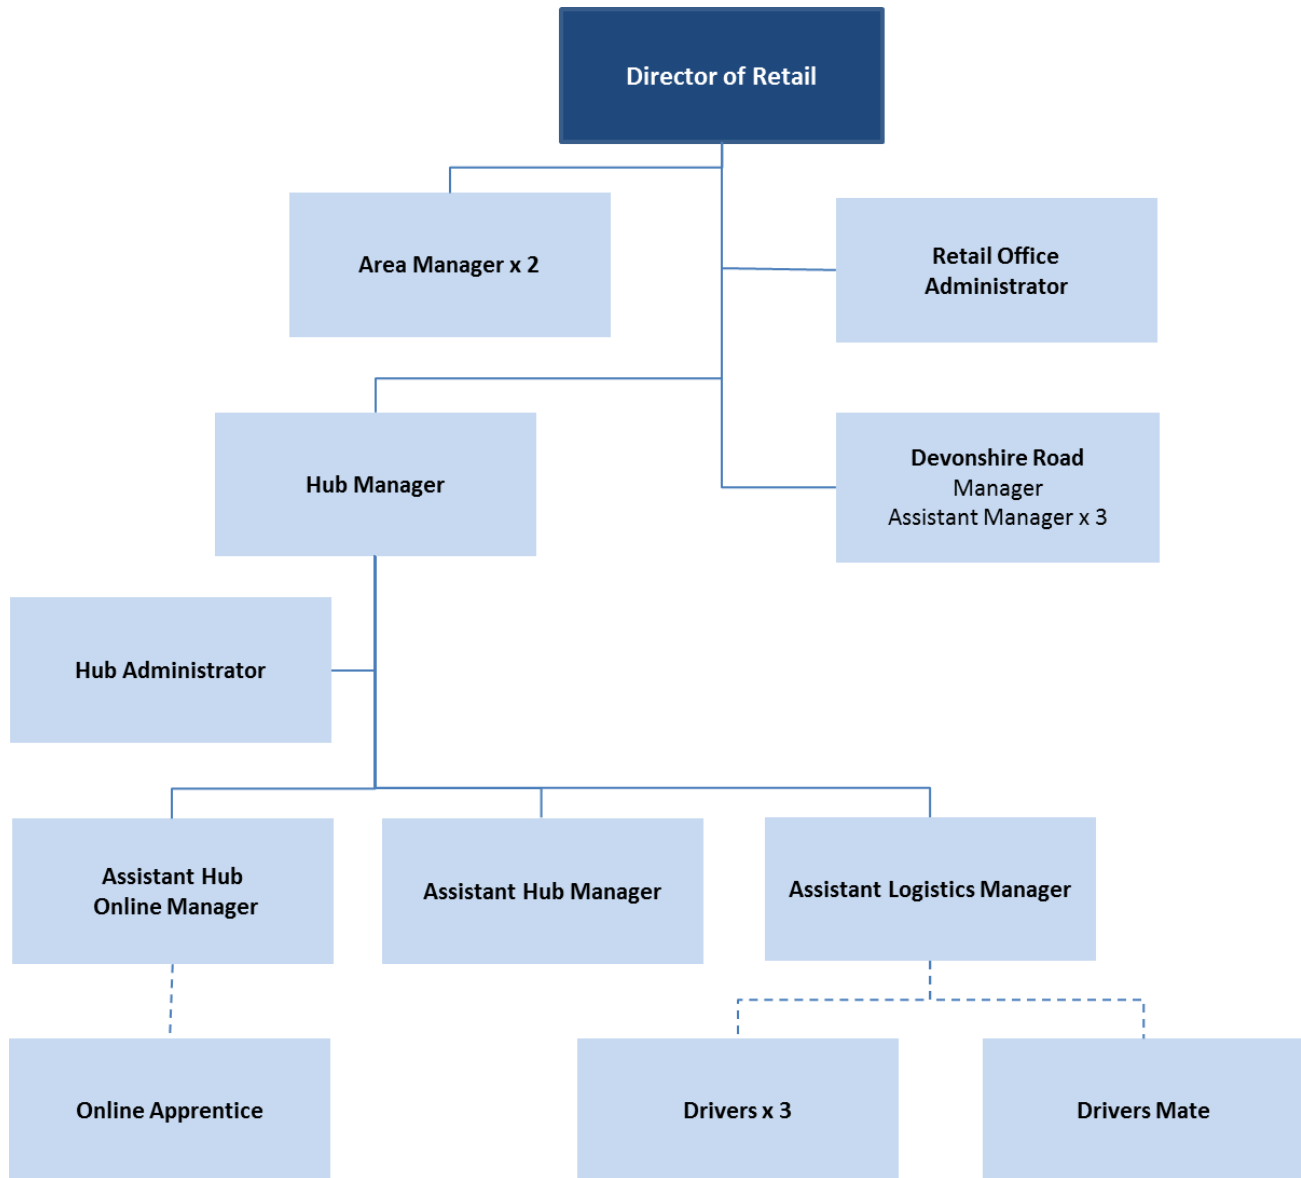 Director of Retail
Area Manager x 2
Retail Office
Administrator
Hub Manager
Devonshire Road
Manager
Assistant Manager x 3
Hub Administrator
Assistant Hub
Online Manager
Assistant Hub Manager
Assistant Logistics Manager
Online Apprentice
Drivers x 3
Drivers Mate